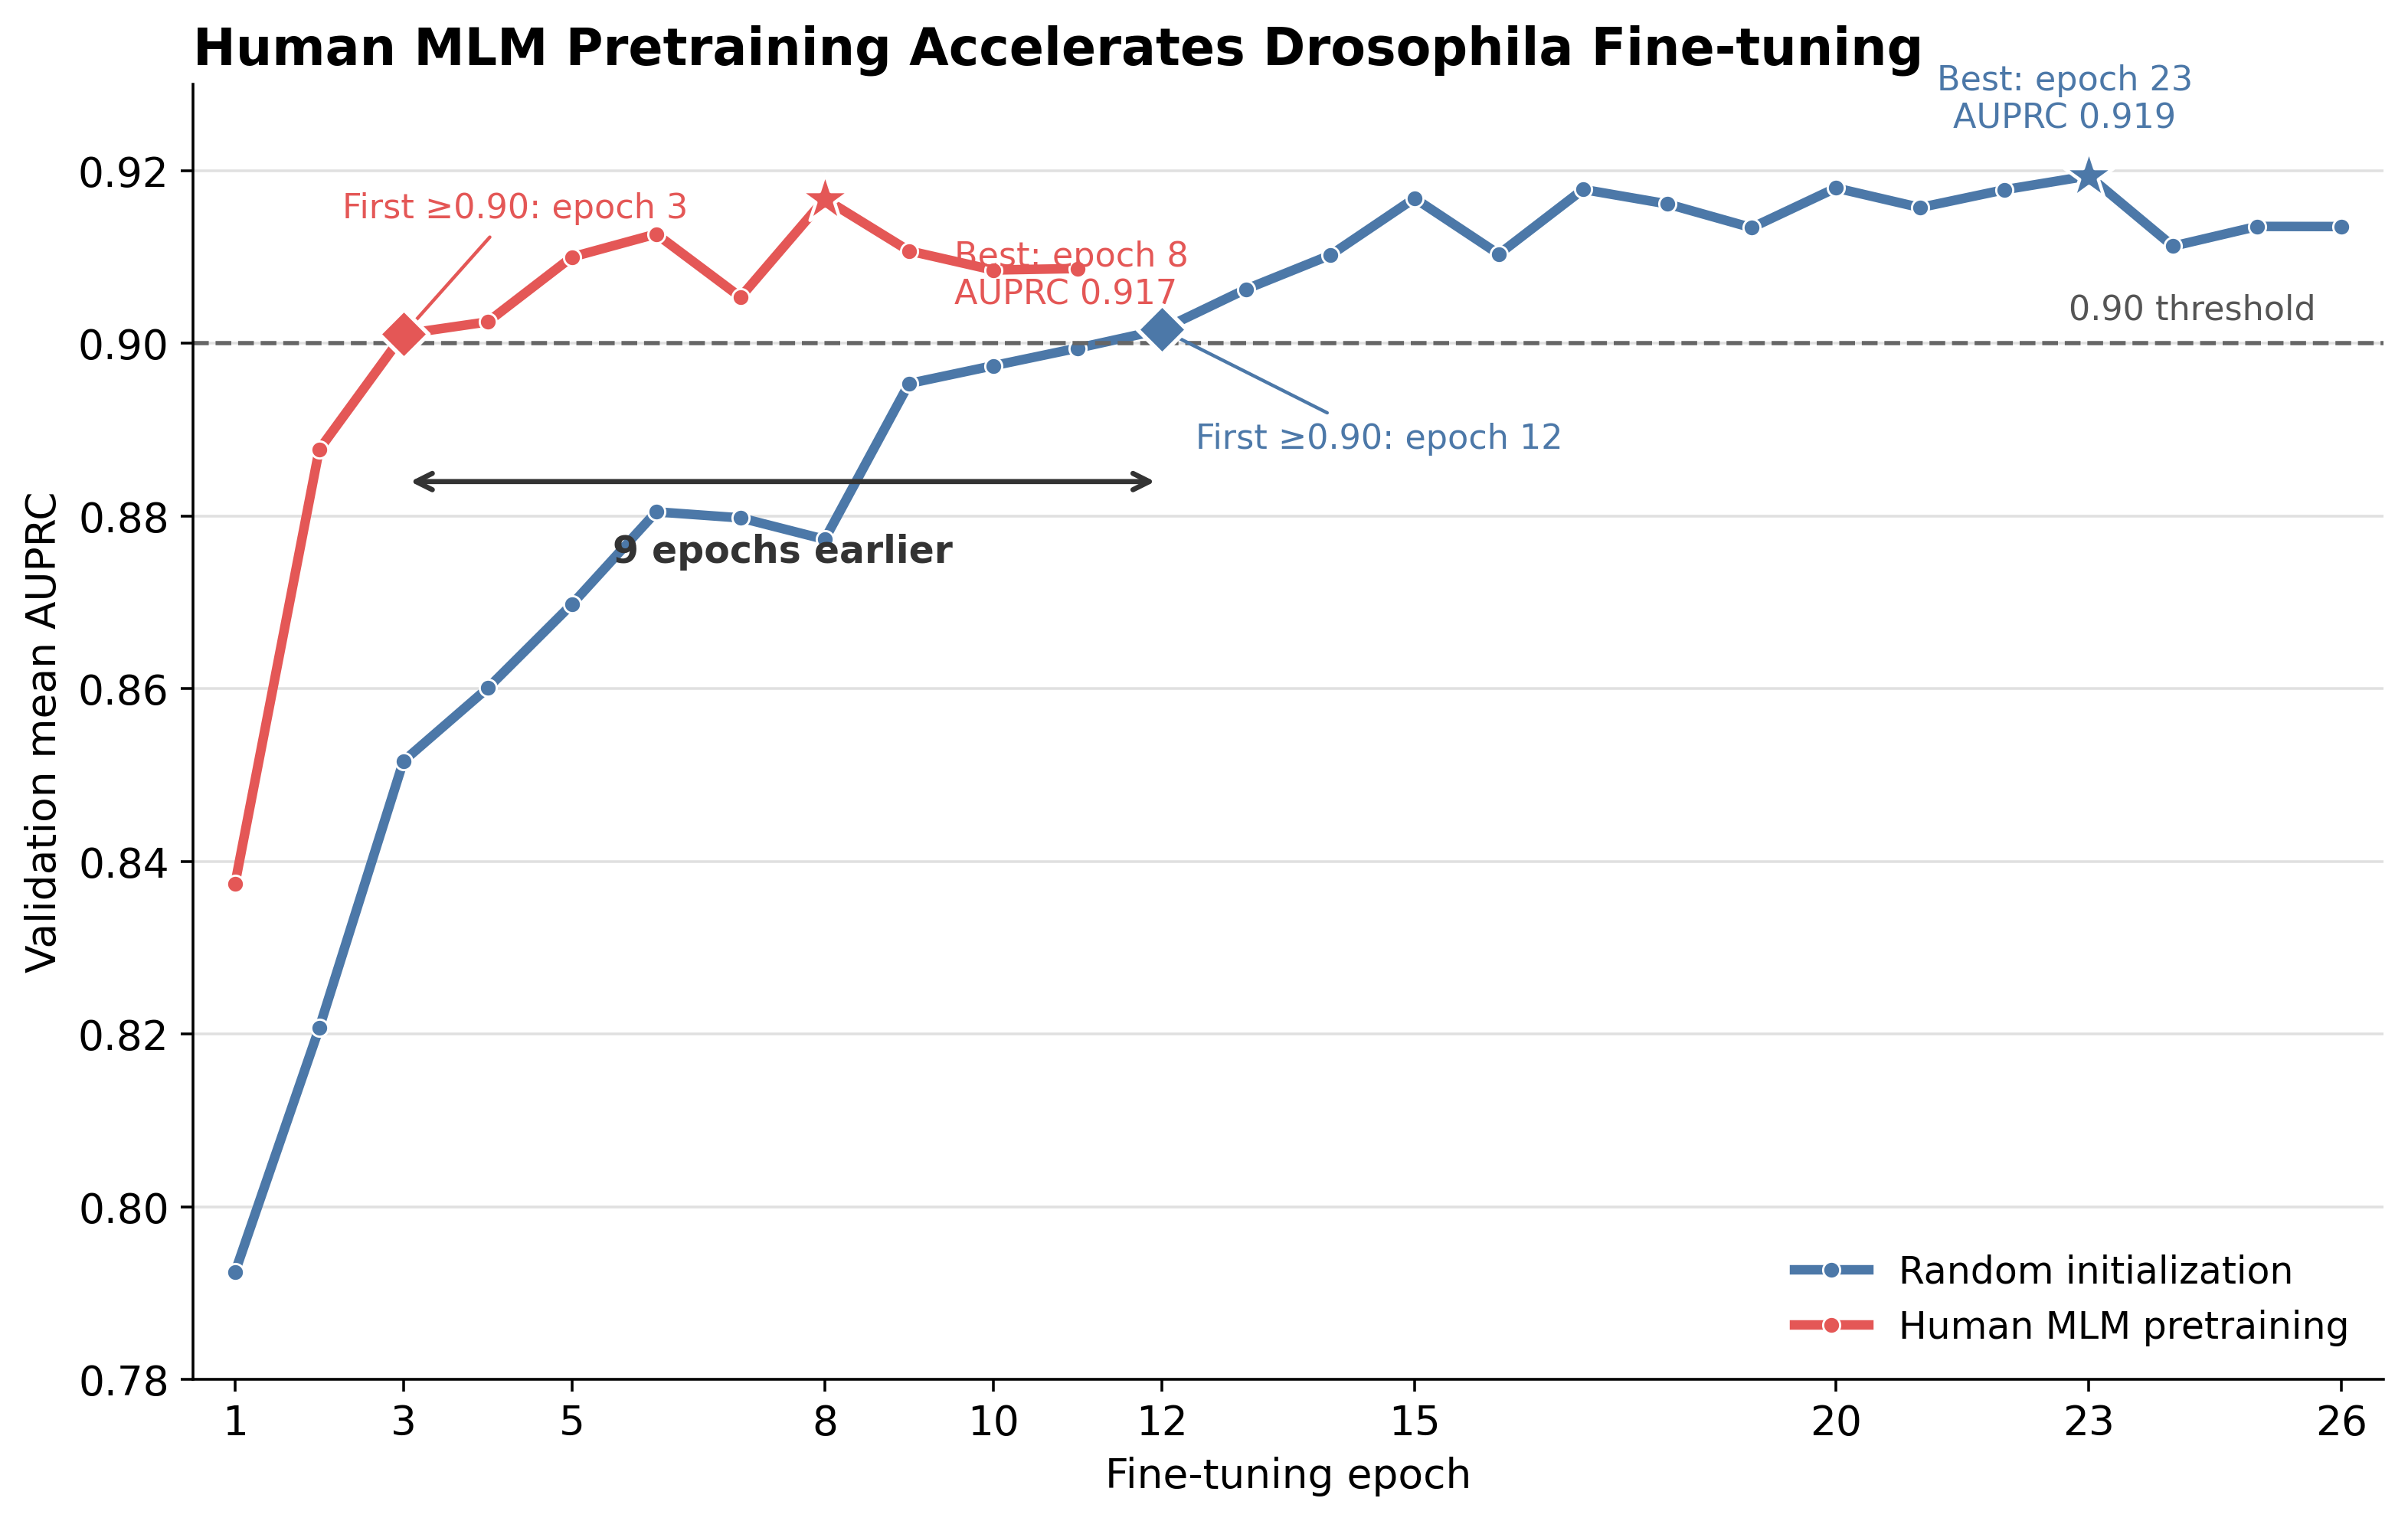 Human MLM Pretraining Accelerates Drosophila Fine-tuning
Best: epoch 23
AUPRC 0.919
First ≥0.90: epoch 3
Best: epoch 8
AUPRC 0.917
0.90 threshold
First ≥0.90: epoch 12
9 epochs earlier
Validation mean AUPRC
0.92
0.90
0.88
0.86
0.84
0.82
0.80
0.78
Random initialization
Human MLM pretraining
1 3 5 8 10 12 15 20 23 26
Fine-tuning epoch